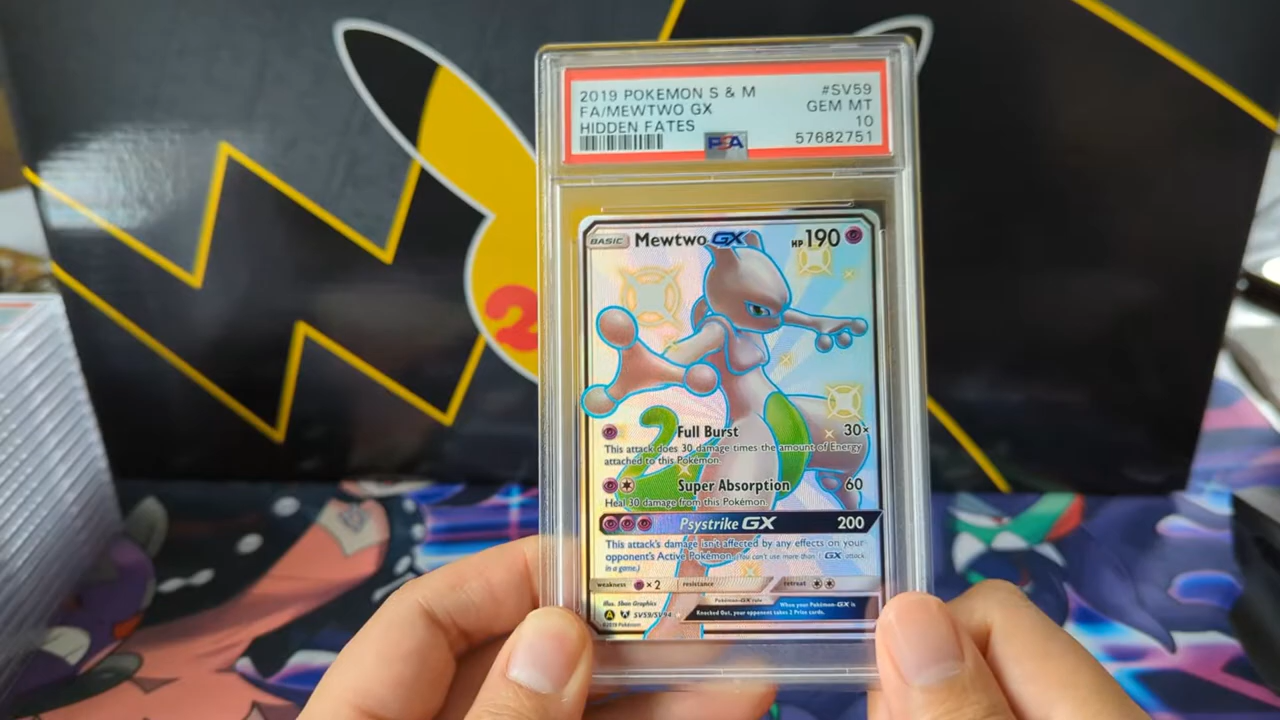 2019 POKEMON S & M #SV59
FA/MEWTWO GX GEM MT
HIDDEN FATES 10
PSA 57682751
2
BASIC Mewtwo GX HP 190
Full Burst 30×
This attack does 30 damage times the amount of Energy
attached to this Pokémon.
Super Absorption 60
Heal 30 damage from this Pokémon.
Psystrike GX 200
This attack's damage isn't affected by any effects on your
opponent's Active Pokémon. (You can't use more than 1 GX attack
in a game.)
weakness ×2 resistance retreat
Illus. 5ban Graphics Pokémon-GX rule When your Pokémon-GX is
Knocked Out, your opponent takes 2 Prize cards.
A SV59/SV94
©2019 Pokémon